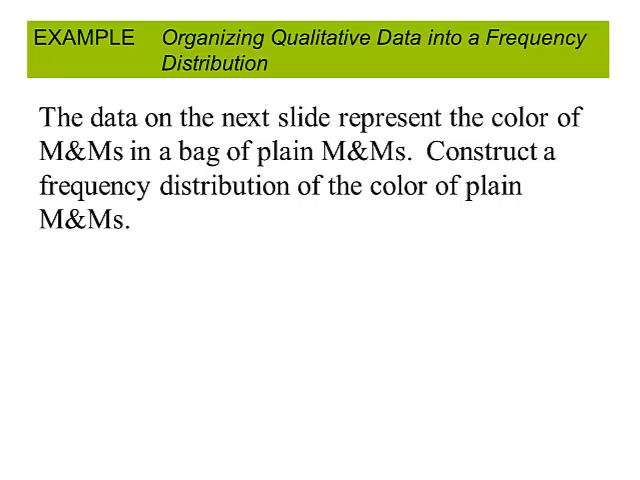 EXAMPLE Organizing Qualitative Data into a Frequency
Distribution
The data on the next slide represent the color of
M&Ms in a bag of plain M&Ms. Construct a
frequency distribution of the color of plain
M&Ms.